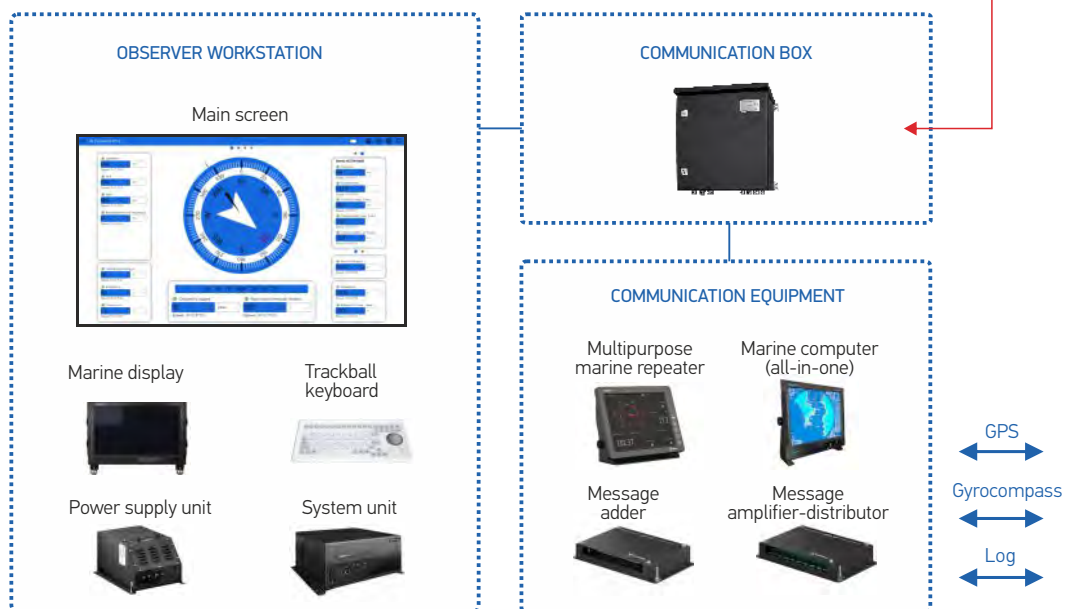 OBSERVER WORKSTATION
Main screen
Marine display
Trackball
keyboard
Power supply unit
System unit
COMMUNICATION BOX
COMMUNICATION EQUIPMENT
Multipurpose
marine repeater
Marine computer
(all-in-one)
Message
adder
Message
amplifier-distributor
GPS
Gyrocompass
Log